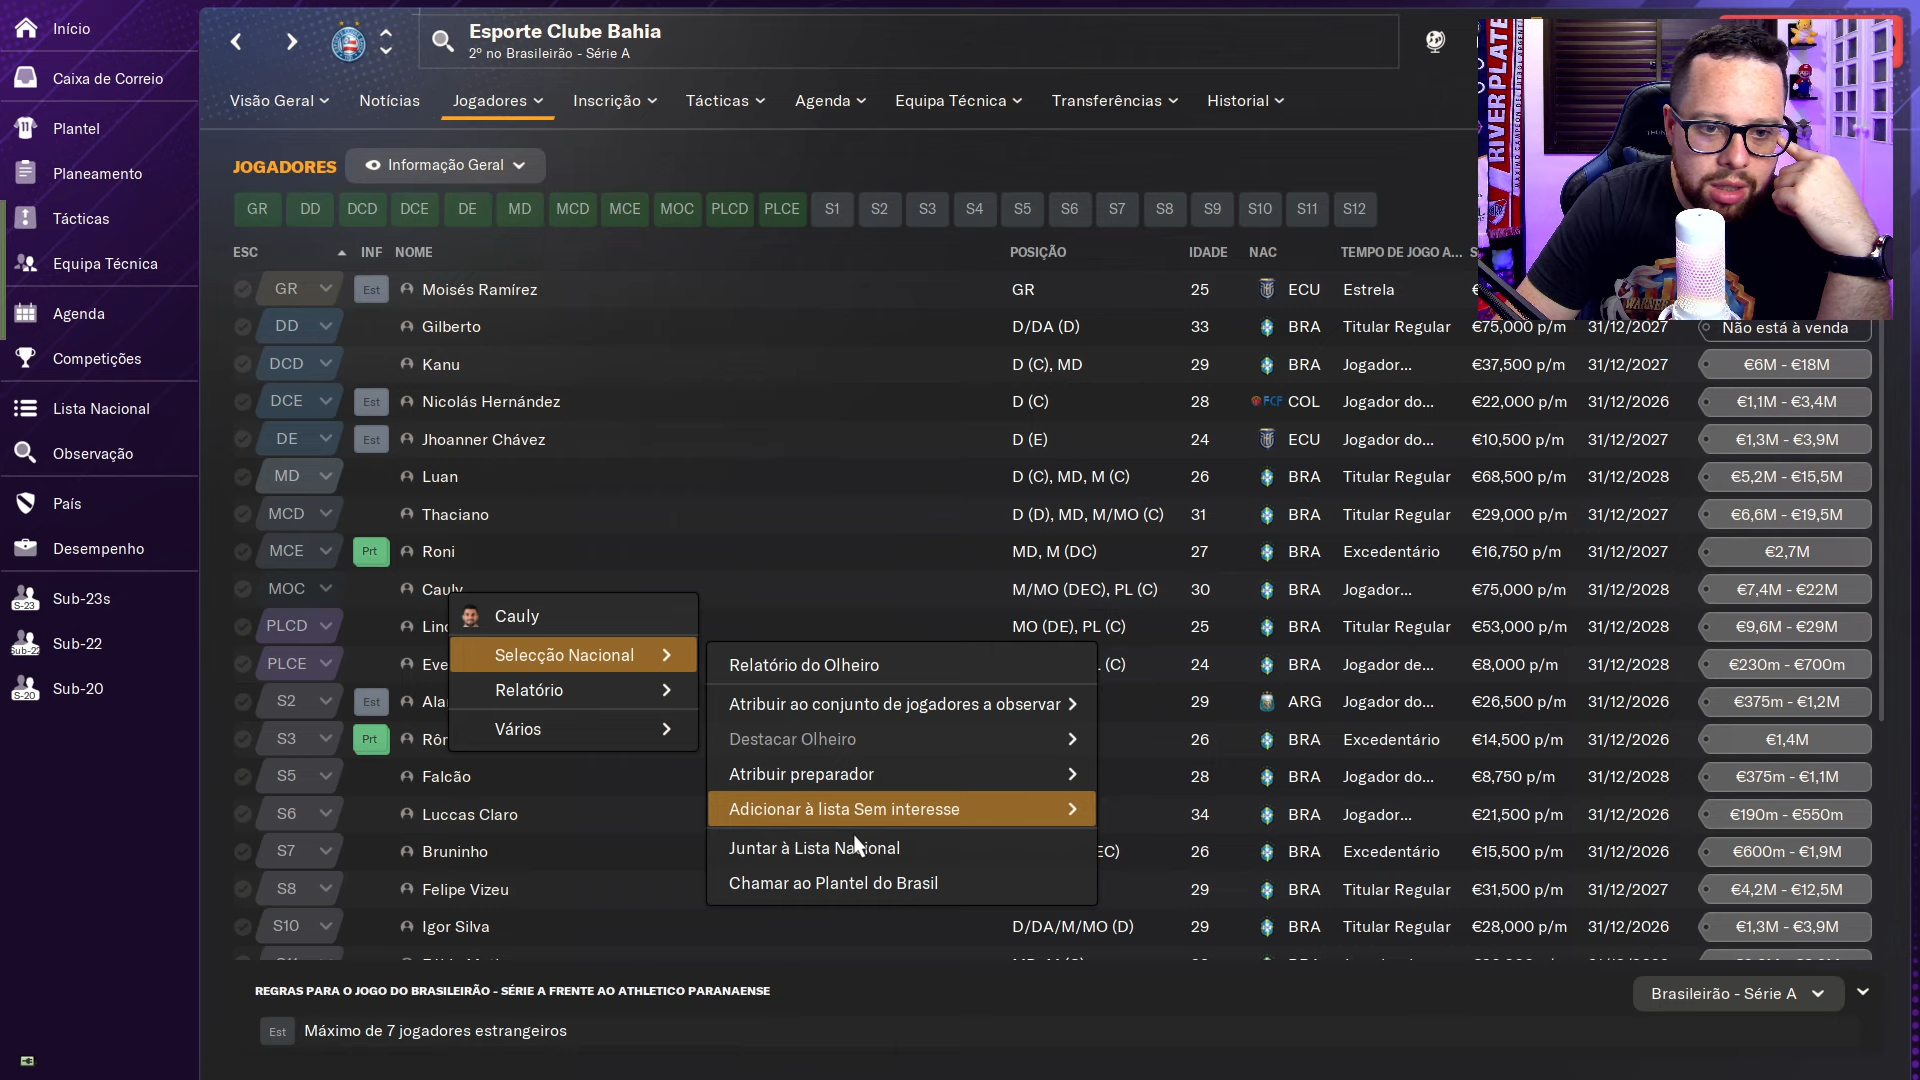 Início
Caixa de Correio
Plantel
Planeamento
Tácticas
Equipa Técnica
Agenda
Competições
Lista Nacional
Observação
País
Desempenho
S-23 Sub-23s
Sub-22
S-20 Sub-20
Esporte Clube Bahia
2º no Brasileirão - Série A
Visão Geral Notícias Jogadores Inscrição Tácticas Agenda Equipa Técnica Transferências Historial
RIVERPLATE
JOGADORES Informação Geral
GR DD DCD DCE DE MD MCD MCE MOC PLCD PLCE S1 S2 S3 S4 S5 S6 S7 S8 S9 S10 S11 S12
ESC INF NOME POSIÇÃO IDADE NAC TEMPO DE JOGO A...
GR Est Moisés Ramírez GR 25 ECU Estrela
DD Gilberto D/DA (D) 33 BRA Titular Regular €75,000 p/m 31/12/2027 Não está à venda
DCD Kanu D (C), MD 29 BRA Jogador... €37,500 p/m 31/12/2027 €6M - €18M
DCE Est Nicolás Hernández D (C) 28 FCF COL Jogador do... €22,000 p/m 31/12/2026 €1,1M - €3,4M
DE Est Jhoanner Chávez D (E) 24 ECU Jogador do... €10,500 p/m 31/12/2027 €1,3M - €3,9M
MD Luan D (C), MD, M (C) 26 BRA Titular Regular €68,500 p/m 31/12/2028 €5,2M - €15,5M
MCD Thaciano D (D), MD, M/MO (C) 31 BRA Titular Regular €29,000 p/m 31/12/2027 €6,6M - €19,5M
MCE Prt Roni MD, M (DC) 27 BRA Excedentário €16,750 p/m 31/12/2027 €2,7M
MOC Cauly M/MO (DEC), PL (C) 30 BRA Jogador... €75,000 p/m 31/12/2028 €7,4M - €22M
PLCD Linc MO (DE), PL (C) 25 BRA Titular Regular €53,000 p/m 31/12/2028 €9,6M - €29M
PLCE Eve (C) 24 BRA Jogador de... €8,000 p/m 31/12/2026 €230m - €700m
S2 Est Ala 29 ARG Jogador do... €26,500 p/m 31/12/2026 €375m - €1,2M
S3 Prt Rôn 26 BRA Excedentário €14,500 p/m 31/12/2026 €1,4M
S5 Falcão 28 BRA Jogador do... €8,750 p/m 31/12/2028 €375m - €1,1M
S6 Luccas Claro 34 BRA Jogador... €21,500 p/m 31/12/2026 €190m - €550m
S7 Bruninho EC) 26 BRA Excedentário €15,500 p/m 31/12/2026 €600m - €1,9M
S8 Felipe Vizeu 29 BRA Titular Regular €31,500 p/m 31/12/2026 €4,2M - €12,5M
S10 Igor Silva D/DA/M/MO (D) 29 BRA Titular Regular €28,000 p/m 31/12/2026 €1,3M - €3,9M
Cauly
Selecção Nacional
Relatório
Vários
Relatório do Olheiro
Atribuir ao conjunto de jogadores a observar
Destacar Olheiro
Atribuir preparador
Adicionar à lista Sem interesse
Juntar à Lista Nacional
Chamar ao Plantel do Brasil
REGRAS PARA O JOGO DO BRASILEIRÃO - SÉRIE A FRENTE AO ATHLETICO PARANAENSE
Brasileirão - Série A
Est Máximo de 7 jogadores estrangeiros